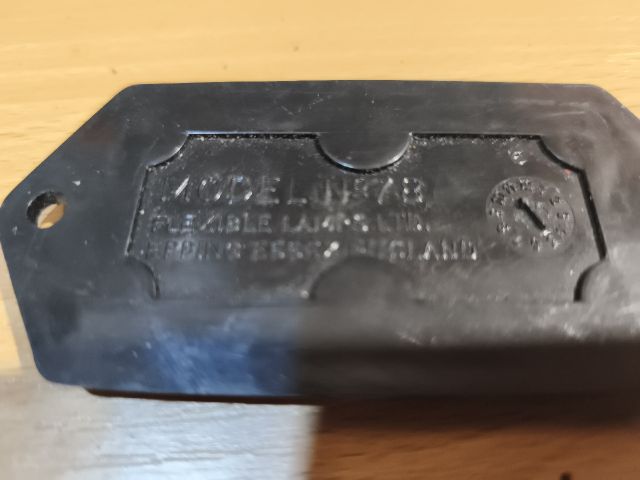 MODEL
FLEXIBLE LAMPS LTD.
EPPING ESSEX ENGLAND